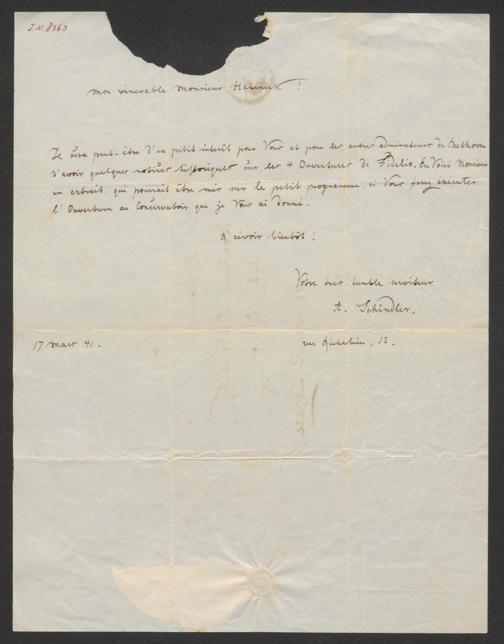 I.N. 8363
Mon vénérable Monsieur Habeneck !
Il sera peut-être d'un petit intérêt pour Vous et pour les autres admirateurs de Beethoven
d'avoir quelques notices historiques sur les 4 Ouvertures de Fidelio. En Voici Monsieur
un extrait, qui pourait être mis sur le petit programme, si Vous ferez exécuter
l'Ouverture au Conservatoir que je Vous ai donné.
à révoir bientôt !
Votre très-humble serviteur
A. Schindler.
17 mars 41.
rue Richelieu, 12.